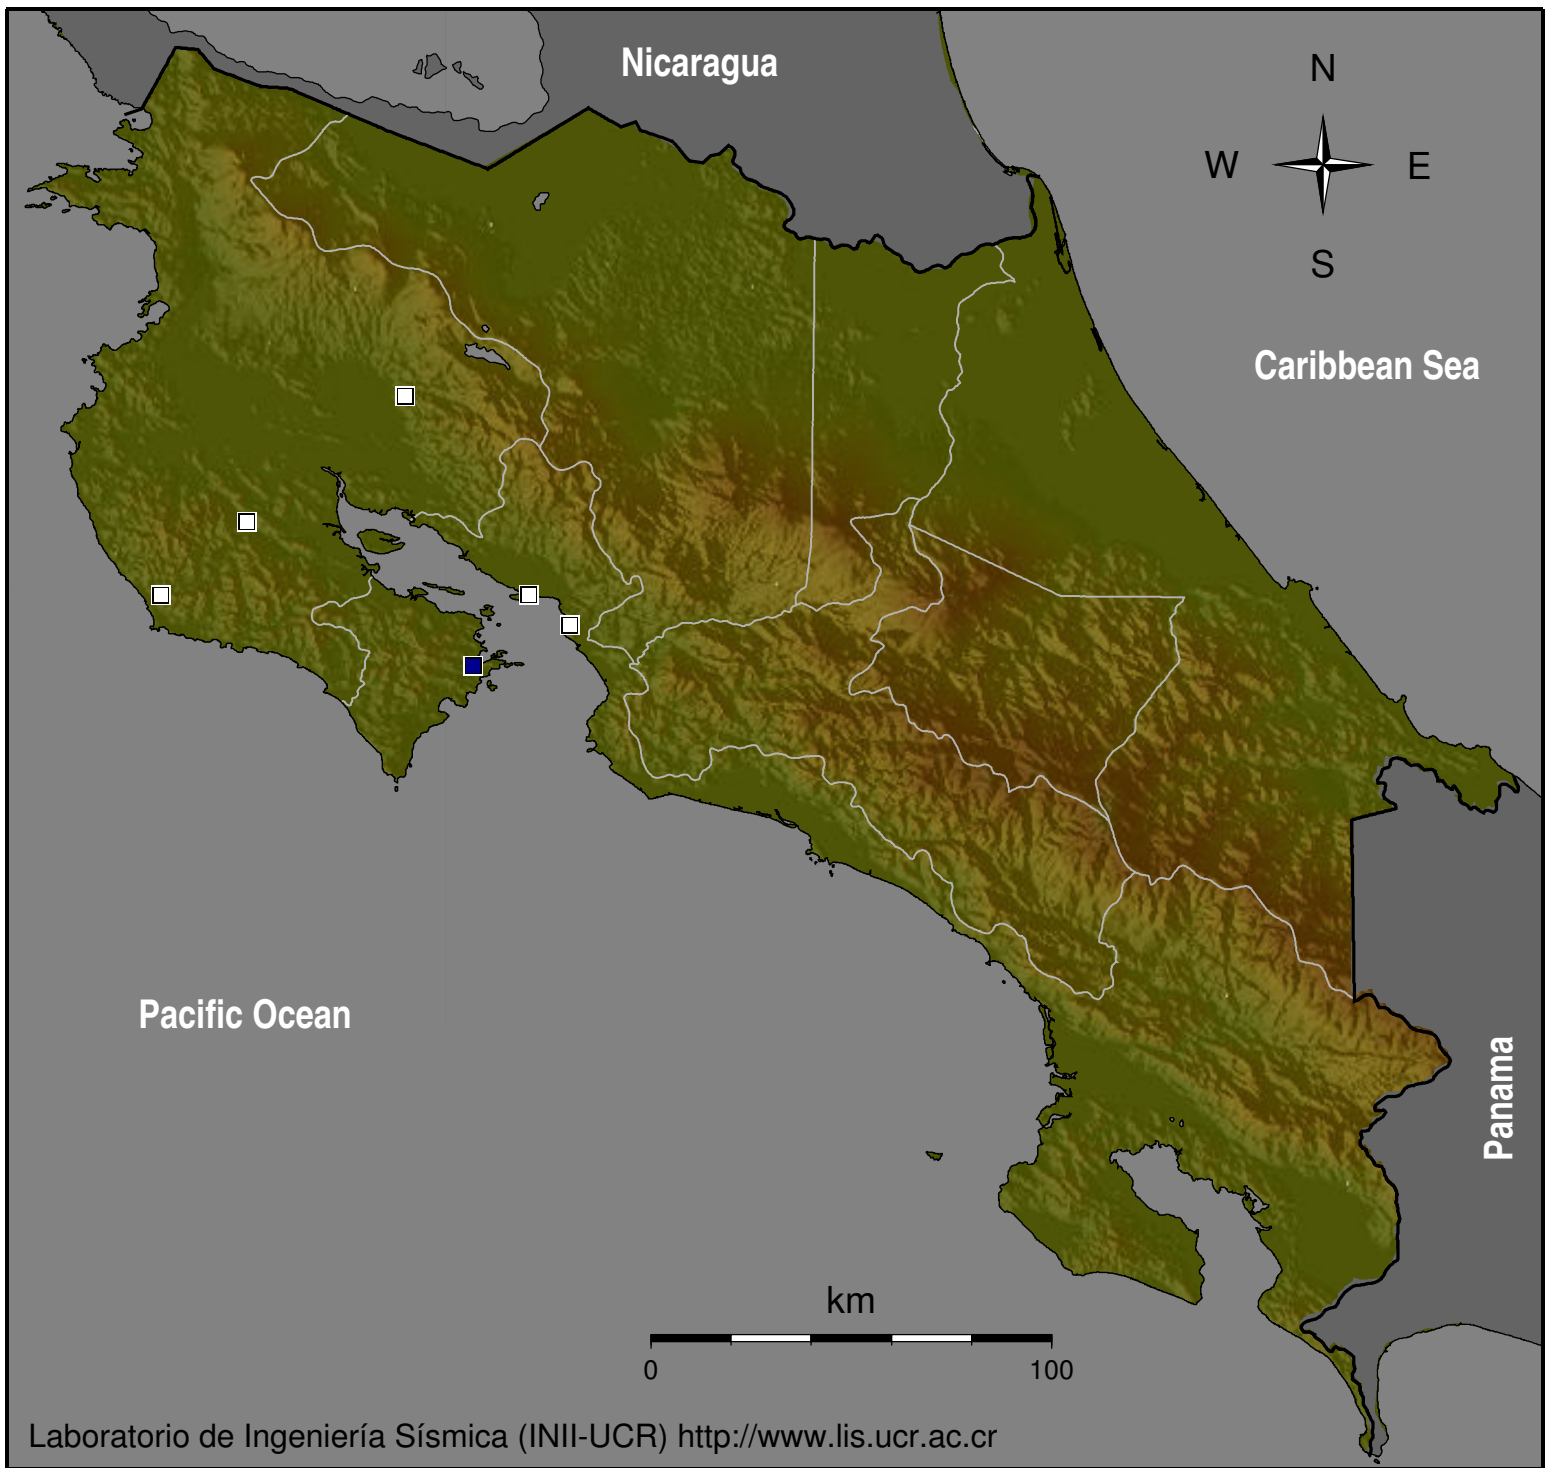 Nicaragua
N
W
E
S
Caribbean Sea
Pacific Ocean
Panama
km
0
100
Laboratorio de Ingeniería Sísmica (INII-UCR) http://www.lis.ucr.ac.cr